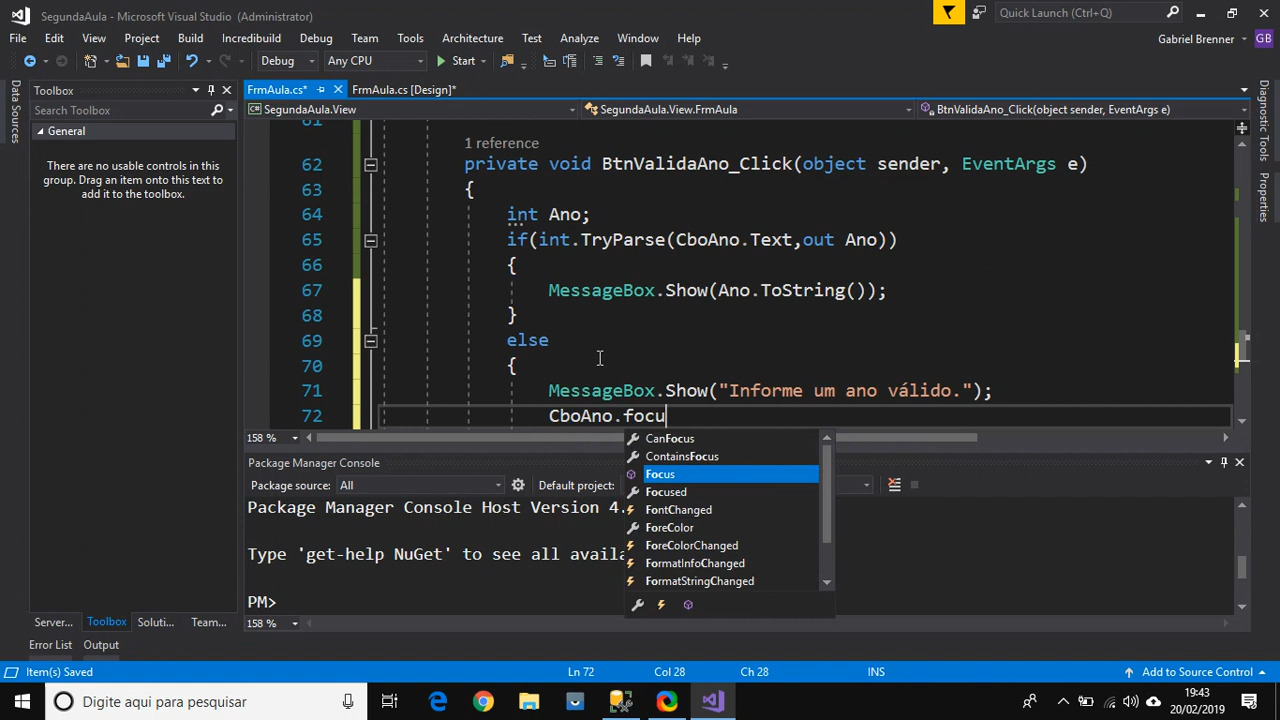 SegundaAula - Microsoft Visual Studio (Administrator)
Quick Launch (Ctrl+Q)
File Edit View Project Build Incredibuild Debug Team Tools Architecture Test Analyze Window Help
Gabriel Brenner GB
Debug Any CPU Start
Toolbox
FrmAula.cs* FrmAula.cs [Design]*
Data Sources
Search Toolbox
SegundaAula.View SegundaAula.View.FrmAula BtnValidaAno_Click(object sender, EventArgs e)
Diagnostic Tools
Properties
General
There are no usable controls in this
group. Drag an item onto this text to
add it to the toolbox.
61
1 reference
62 private void BtnValidaAno_Click(object sender, EventArgs e)
63 {
64 int Ano;
65 if(int.TryParse(CboAno.Text,out Ano))
66 {
67 MessageBox.Show(Ano.ToString());
68 }
69 else
70 {
71 MessageBox.Show("Informe um ano válido.");
72 CboAno.focu
158 %
CanFocus
ContainsFocus
Focus
Focused
FontChanged
ForeColor
ForeColorChanged
FormatInfoChanged
FormatStringChanged
Package Manager Console
Package source: All Default project:
Package Manager Console Host Version 4.
Type 'get-help NuGet' to see all availa
PM>
158 %
Server... Toolbox Soluti... Team...
Error List Output
Item(s) Saved Ln 72 Col 28 Ch 28 INS Add to Source Control
Digite aqui para pesquisar
19:43
20/02/2019